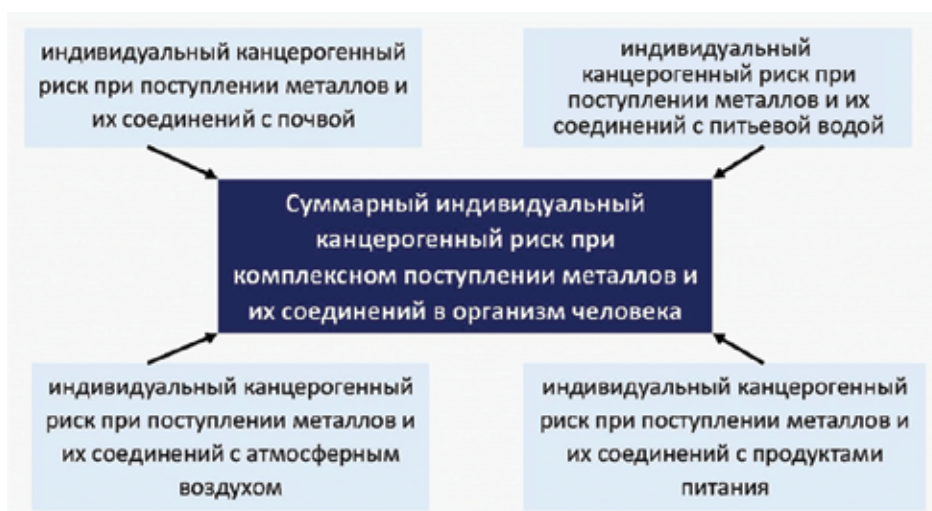 индивидуальный канцерогенный
риск при поступлении металлов и
их соединений с почвой
индивидуальный
канцерогенный риск при
поступлении металлов и их
соединений с питьевой водой
Суммарный индивидуальный
канцерогенный риск при
комплексном поступлении металлов и
их соединений в организм человека
индивидуальный канцерогенный
риск при поступлении металлов и
их соединений с атмосферным
воздухом
индивидуальный канцерогенный
риск при поступлении металлов и
их соединений с продуктами
питания